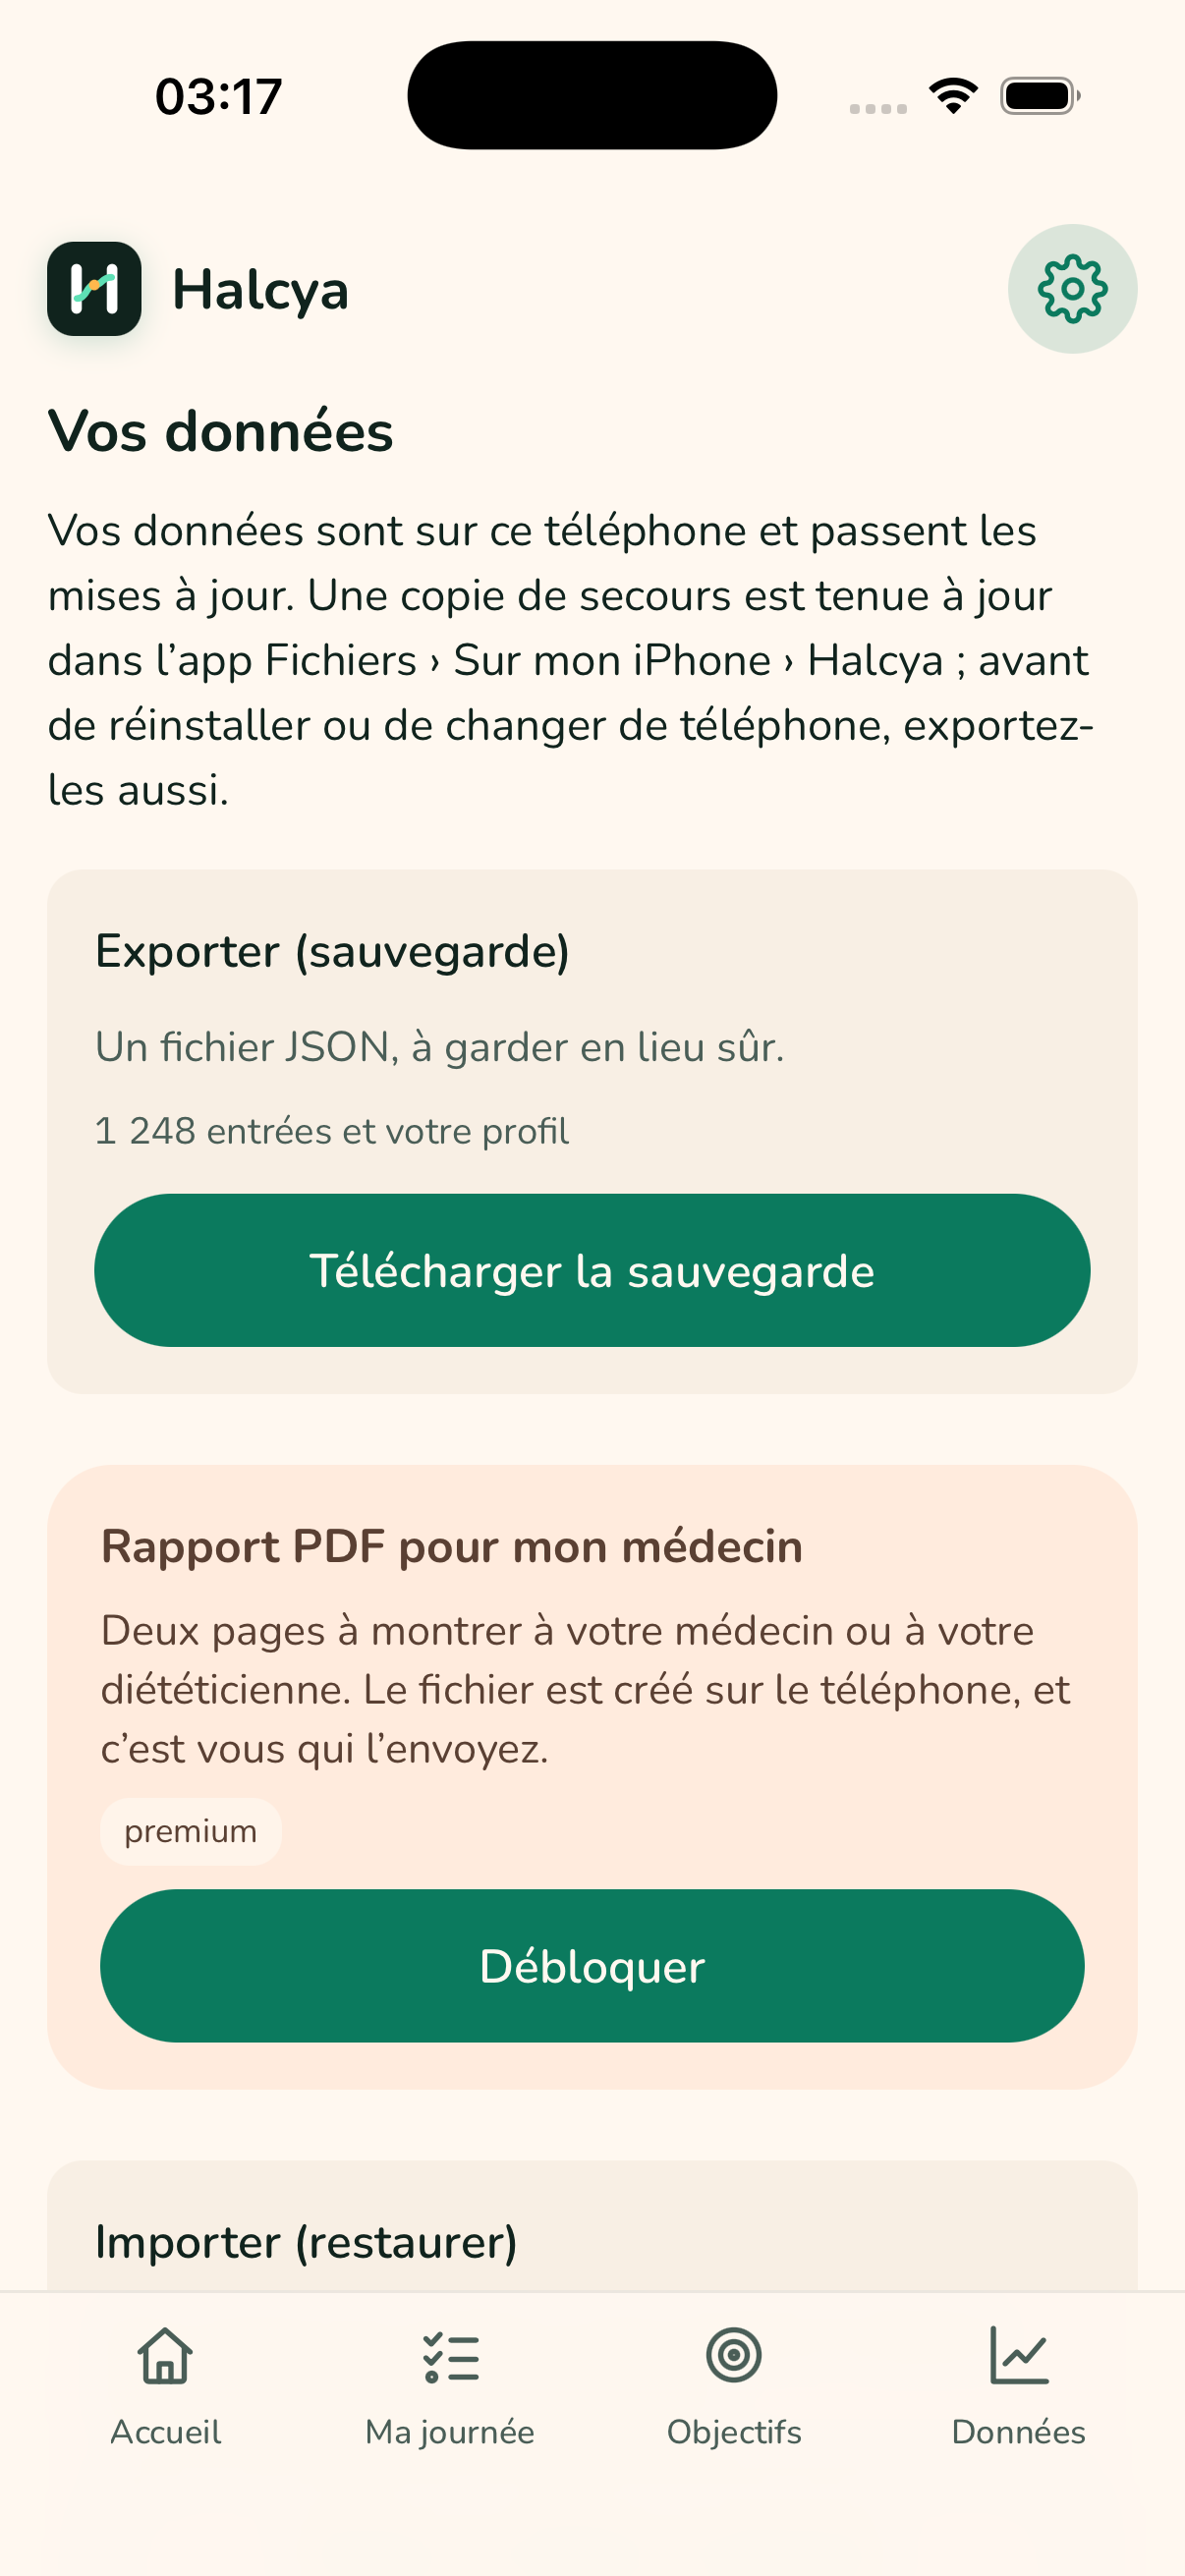 03:17
Halcya
Vos données
Vos données sont sur ce téléphone et passent les
mises à jour. Une copie de secours est tenue à jour
dans l’app Fichiers › Sur mon iPhone › Halcya ; avant
de réinstaller ou de changer de téléphone, exportez-
les aussi.
Exporter (sauvegarde)
Un fichier JSON, à garder en lieu sûr.
1 248 entrées et votre profil
Télécharger la sauvegarde
Rapport PDF pour mon médecin
Deux pages à montrer à votre médecin ou à votre
diététicienne. Le fichier est créé sur le téléphone, et
c’est vous qui l’envoyez.
premium
Débloquer
Importer (restaurer)
Accueil
Ma journée
Objectifs
Données